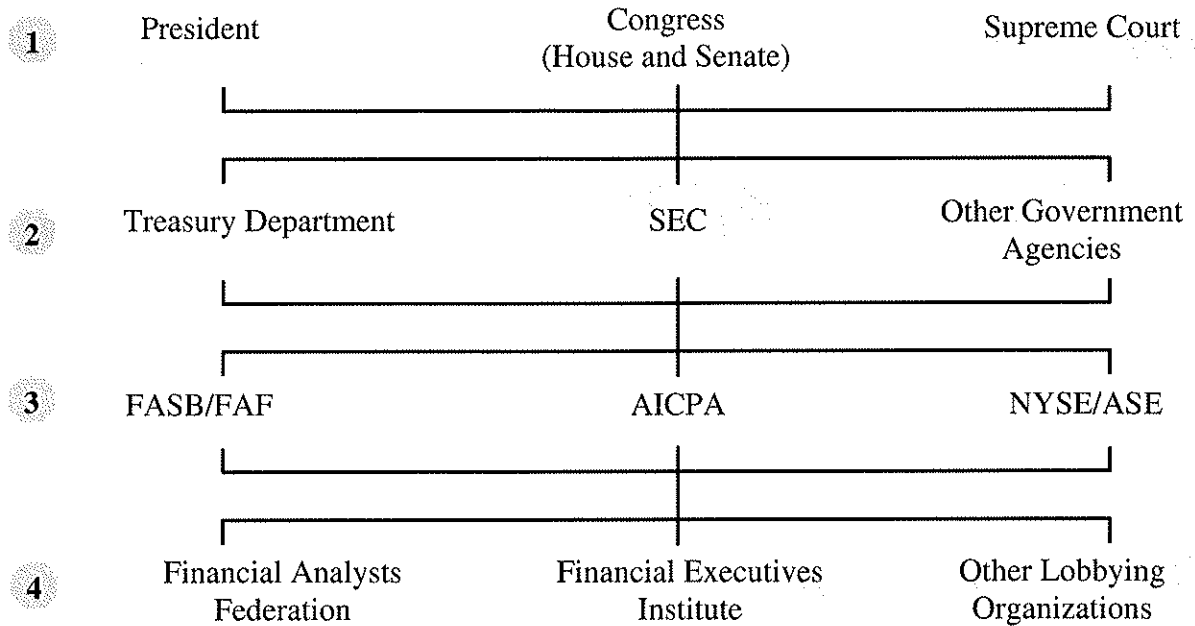 1
President
Congress
(House and Senate)
Supreme Court
2
Treasury Department
SEC
Other Government
Agencies
3
FASB/FAF
AICPA
NYSE/ASE
4
Financial Analysts
Federation
Financial Executives
Institute
Other Lobbying
Organizations